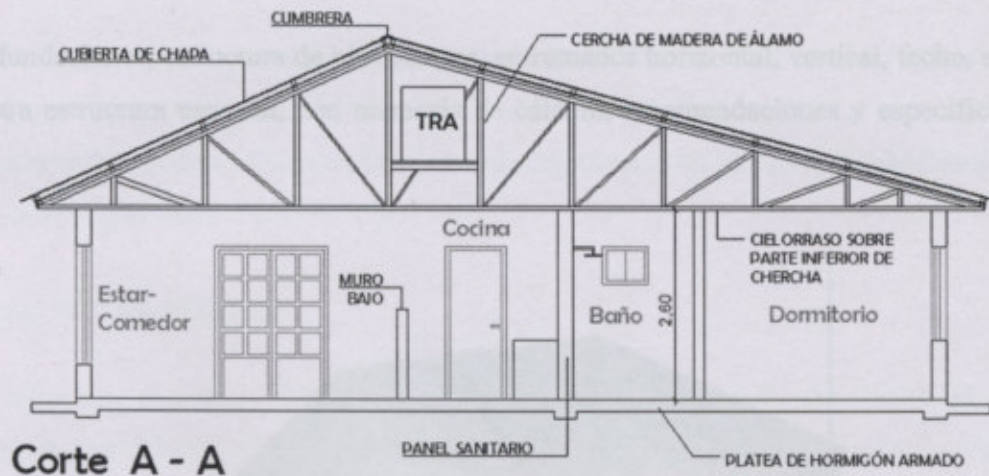 CUMBRERA
CUBIERTA DE CHAPA
CERCHA DE MADERA DE ÁLAMO
TRA
Cocina
CIELORRASO SOBRE
PARTE INFERIOR DE
CHERCHA
MURO
BAJO
Estar-
Comedor
Baño
2,60
Dormitorio
PANEL SANITARIO
PLATEA DE HORMIGÓN ARMADO
Corte A - A